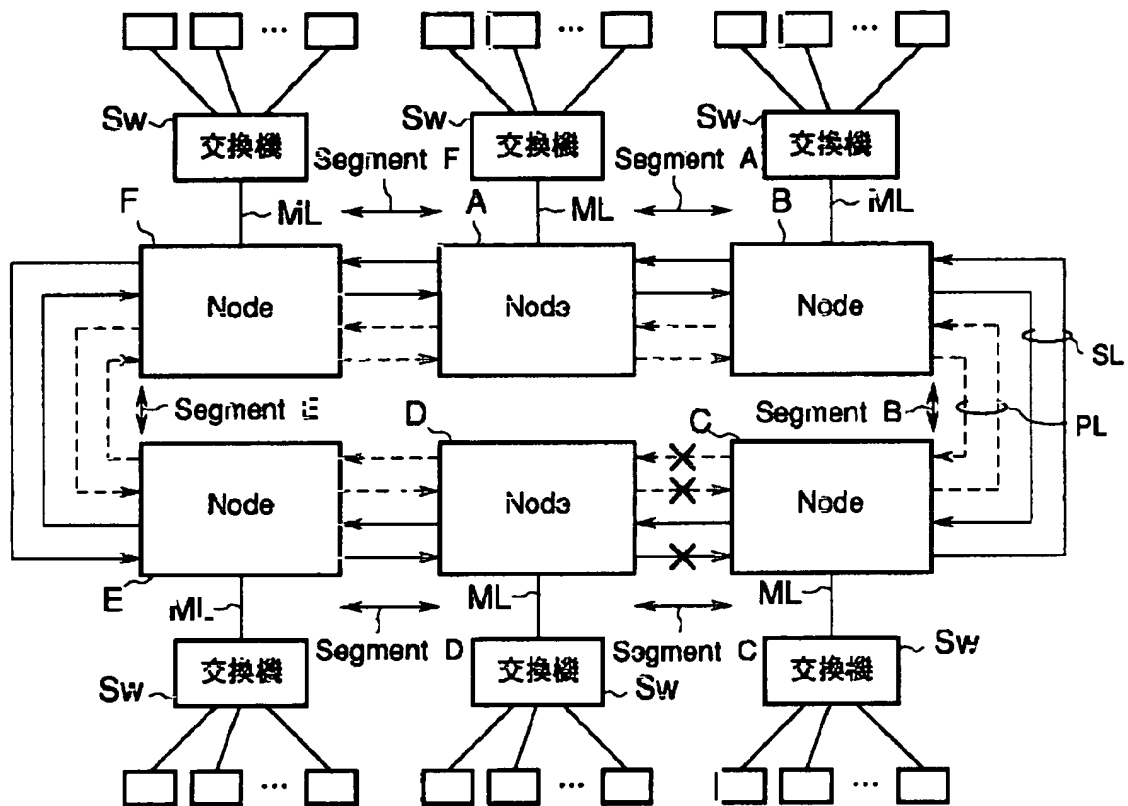 ... ... ...
Sw 交換機 Sw 交換機 Sw 交換機
Segment F Segment A
F ML A ML B ML
Node Node Node
SL
Segment E D Segment B PL
C
Node Node Node
E ML ML ML
Segment D Segment C
Sw 交換機 交換機 Sw 交換機 Sw
... ... ...